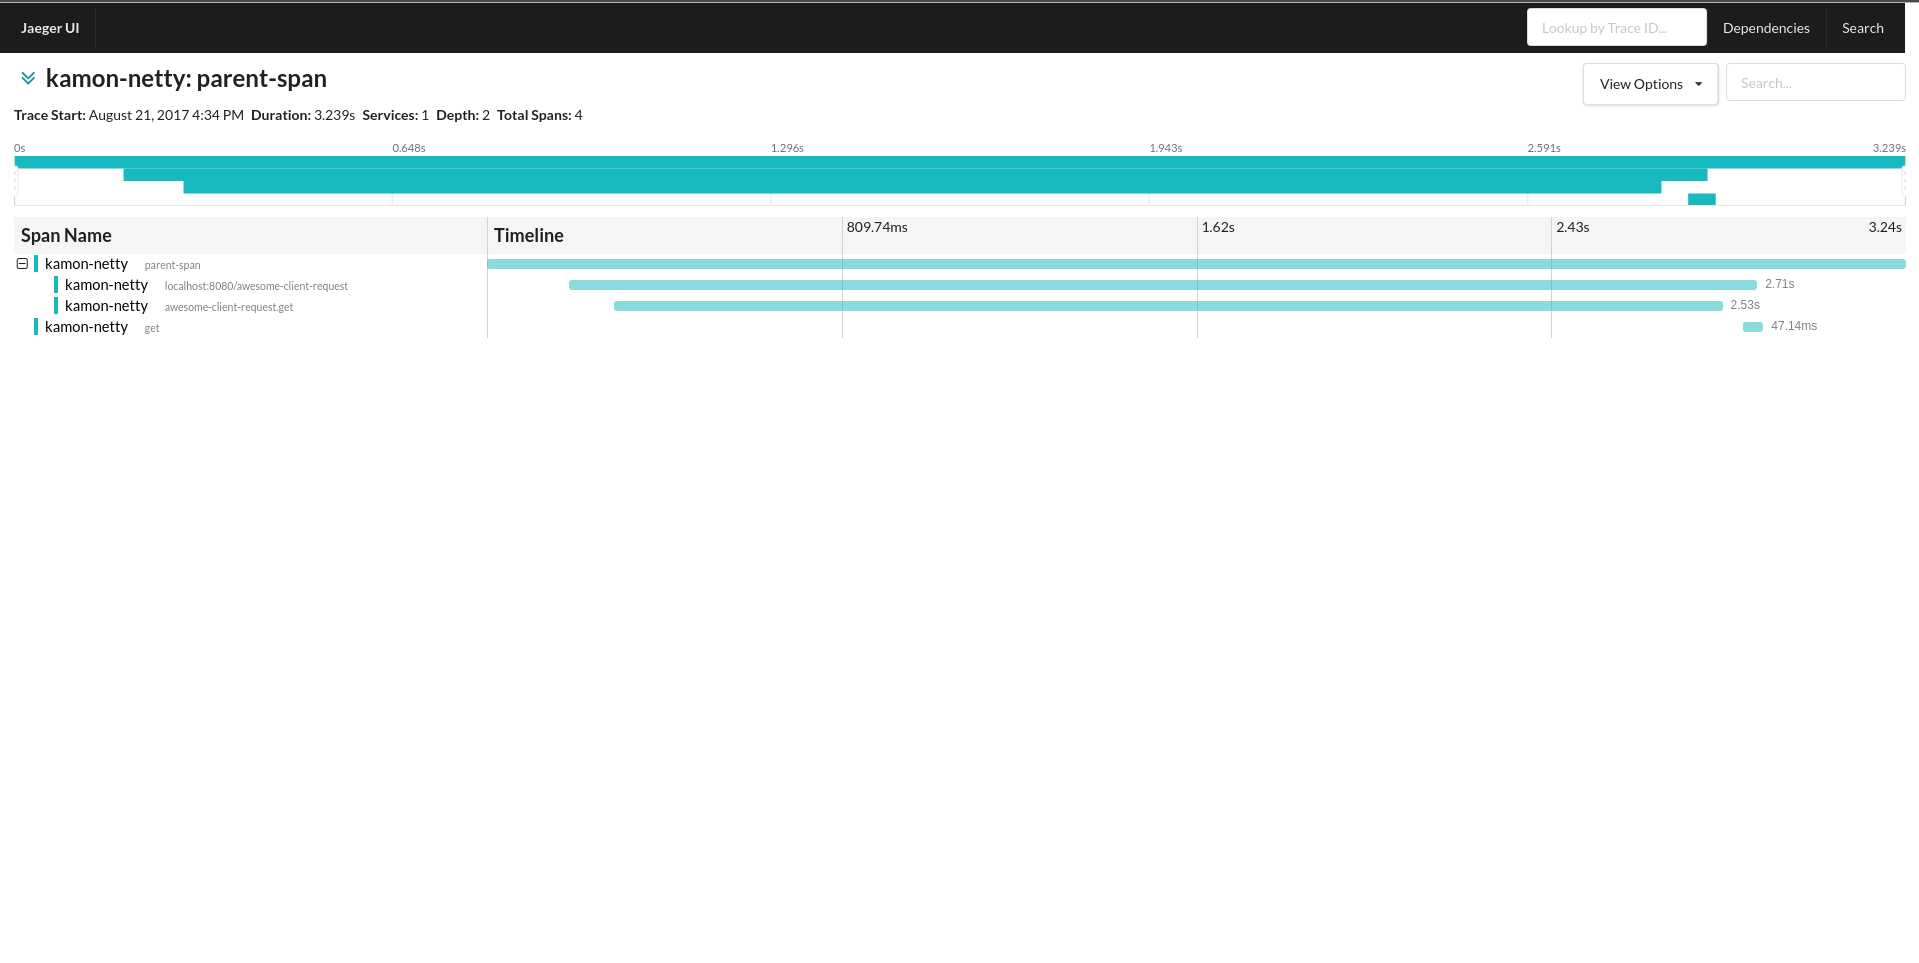 Jaeger UI
Lookup by Trace ID...
Dependencies
Search
kamon-netty: parent-span
View Options
Search...
Trace Start: August 21, 2017 4:34 PM Duration: 3.239s Services: 1 Depth: 2 Total Spans: 4
0s 0.648s 1.296s 1.943s 2.591s 3.239s
Span Name Timeline 809.74ms 1.62s 2.43s 3.24s
kamon-netty parent-span
kamon-netty localhost:8080/awesome-client-request 2.71s
kamon-netty awesome-client-request.get 2.53s
kamon-netty get 47.14ms